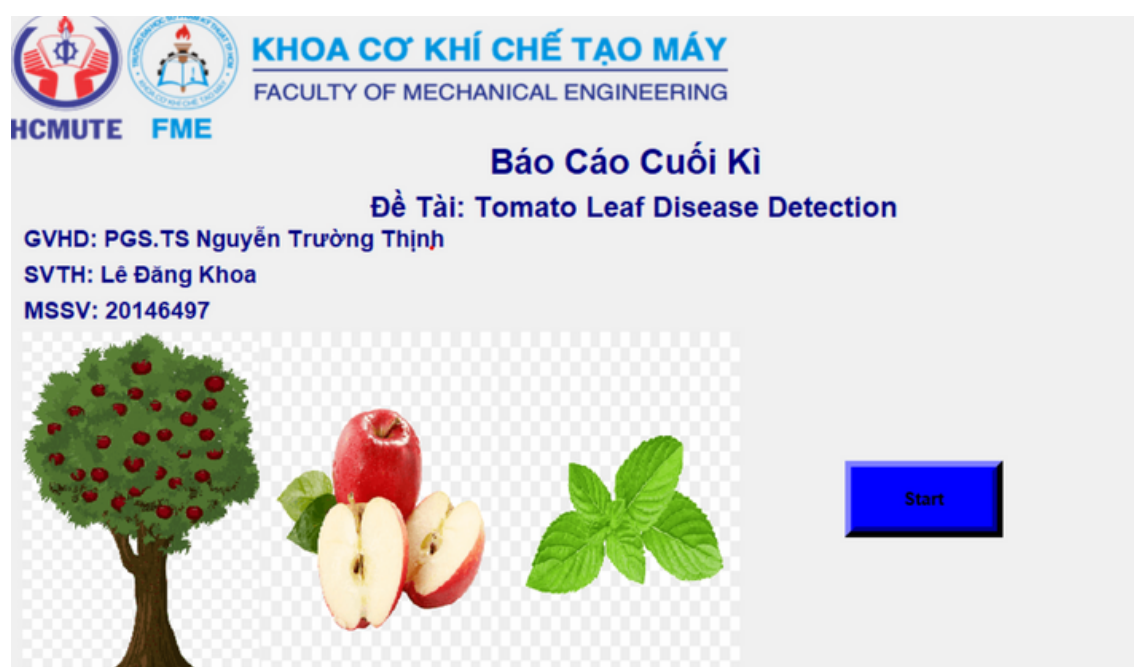 KHOA CƠ KHÍ CHẾ TẠO MÁY
FACULTY OF MECHANICAL ENGINEERING
HCMUTE FME
Báo Cáo Cuối Kì
Đề Tài: Tomato Leaf Disease Detection
GVHD: PGS.TS Nguyễn Trường Thịnh
SVTH: Lê Đăng Khoa
MSSV: 20146497
Start